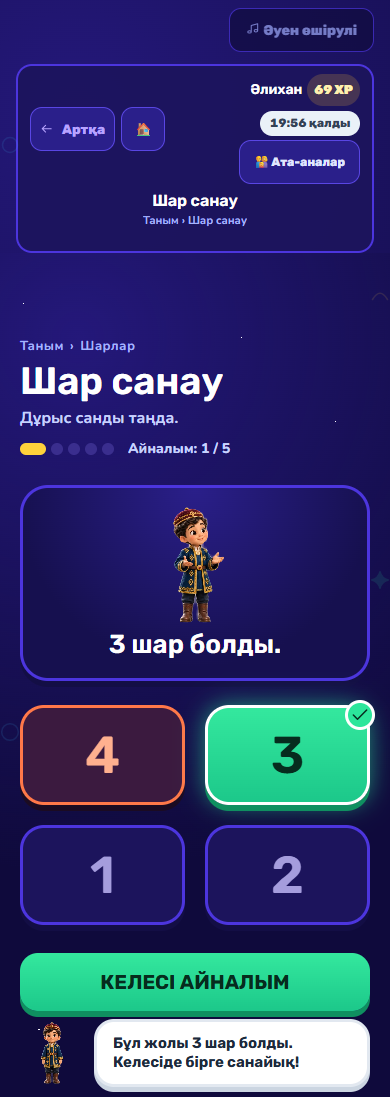 Әуен өшірулі
Әлихан 69 XP
← Артқа
19:56 қалды
Ата-аналар
Шар санау
Таным › Шар санау
Таным › Шарлар
Шар санау
Дұрыс санды таңда.
Айналым: 1 / 5
3 шар болды.
4 3
1 2
КЕЛЕСІ АЙНАЛЫМ
Бұл жолы 3 шар болды.
Келесіде бірге санайық!